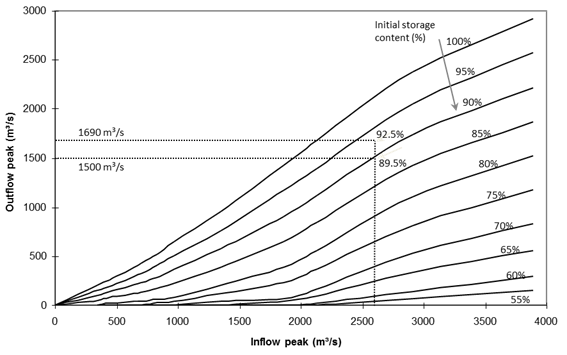 3000
2500
2000
1500
1000
500
0
Outflow peak (m³/s)
Initial storage
content (%)
100%
95%
90%
85%
80%
75%
70%
65%
60%
55%
1690 m³/s
92.5%
1500 m³/s
89.5%
0 500 1000 1500 2000 2500 3000 3500 4000
Inflow peak (m³/s)